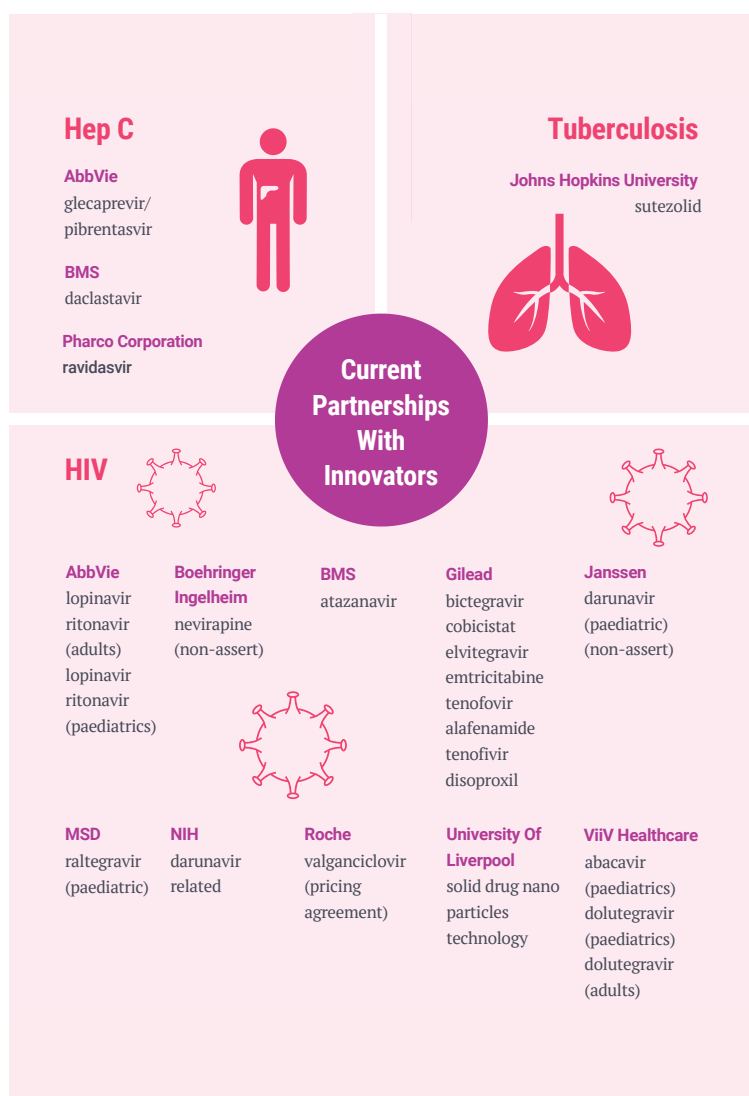 Hep C
AbbVie
glecaprevir/
pibrentasvir
BMS
daclastavir
Pharco Corporation
ravidasvir
Tuberculosis
Johns Hopkins University
sutezolid
Current
Partnerships
With
Innovators
HIV
AbbVie
lopinavir
ritonavir
(adults)
lopinavir
ritonavir
(paediatrics)
Boehringer
Ingelheim
nevirapine
(non-assert)
BMS
atazanavir
Gilead
bictegravir
cobicistat
elvitegravir
emtricitabine
tenofovir
alafenamide
tenofivir
disoproxil
Janssen
darunavir
(paediatric)
(non-assert)
MSD
raltegravir
(paediatric)
NIH
darunavir
related
Roche
valganciclovir
(pricing
agreement)
University Of
Liverpool
solid drug nano
particles
technology
ViiV Healthcare
abacavir
(paediatrics)
dolutegravir
(paediatrics)
dolutegravir
(adults)